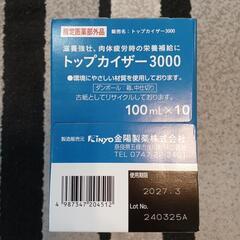 指定医薬部外品
販売名:トップカイザー3000
滋養強壮、肉体疲労時の栄養補給に
トップカイザー3000
●環境にやさしい材質を使用しております。
ダンボール・箱、中仕切り
古紙としてリサイクルしております。
100mL×10
製造販売元 KINYO 金陽製薬株式会社
奈良県五條市
TEL 0747
使用期限
2027.3
Lot No.
240325A
4 987347 204512